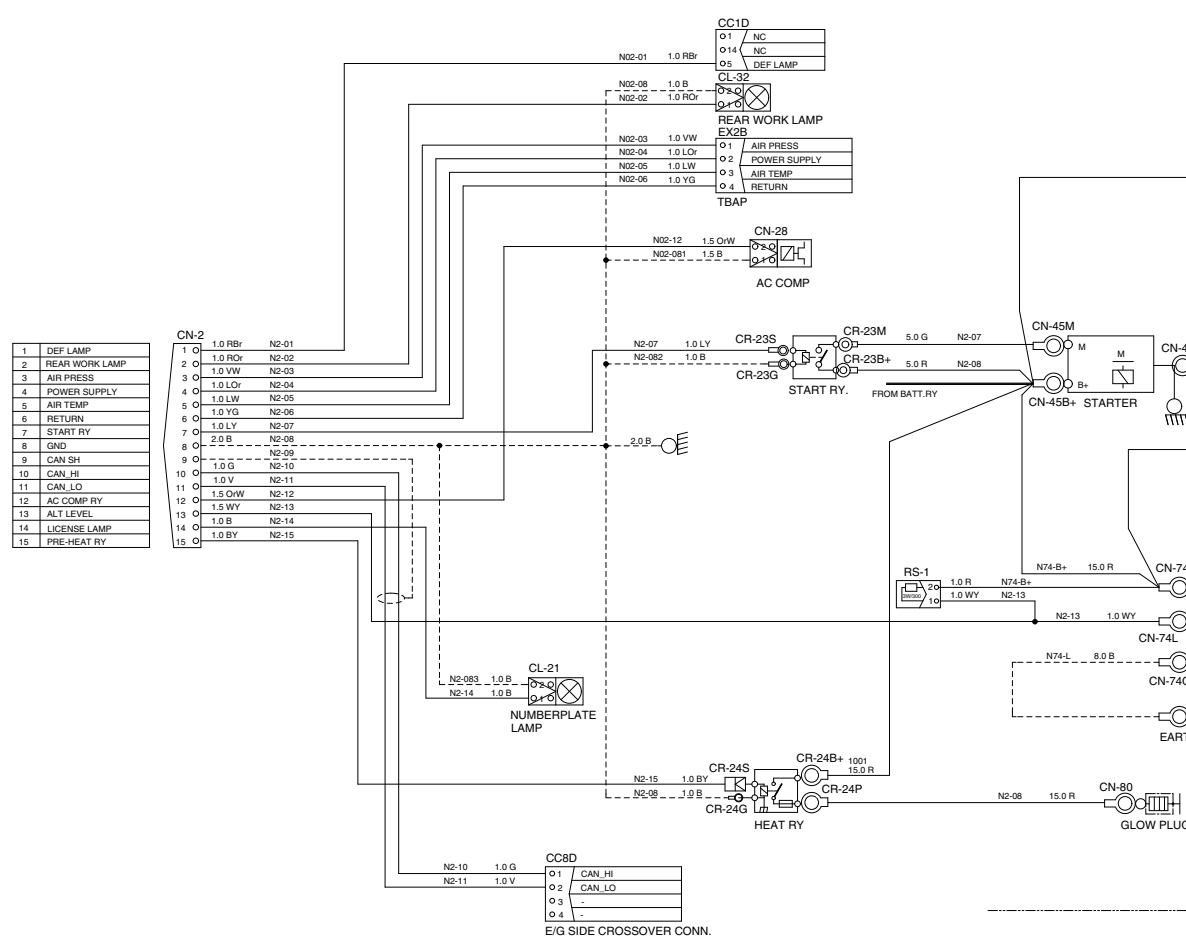 CC1D
1 NC
14 NC
5 DEF LAMP
N02-01 1.0 RBr
CL-32
N02-08 1.0 B 2
N02-02 1.0 ROr 1
REAR WORK LAMP
EX2B
N02-03 1.0 VW 1 AIR PRESS
N02-04 1.0 LOr 2 POWER SUPPLY
N02-05 1.0 LW 3 AIR TEMP
N02-06 1.0 YG 4 RETURN
TBAP
CN-28
N02-12 1.5 OrW 2
N02-081 1.5 B 1
AC COMP
CN-2
1 DEF LAMP
2 REAR WORK LAMP
3 AIR PRESS
4 POWER SUPPLY
5 AIR TEMP
6 RETURN
7 START RY
8 GND
9 CAN SH
10 CAN_HI
11 CAN_LO
12 AC COMP RY
13 ALT LEVEL
14 LICENSE LAMP
15 PRE-HEAT RY
1 1.0 RBr N2-01
2 1.0 ROr N2-02
3 1.0 VW N2-03
4 1.0 LOr N2-04
5 1.0 LW N2-05
6 1.0 YG N2-06
7 1.0 LY N2-07
8 2.0 B N2-08
9 N2-09
10 1.0 G N2-10
11 1.0 V N2-11
12 1.5 OrW N2-12
13 1.5 WY N2-13
14 1.0 B N2-14
15 1.0 BY N2-15
CR-23S
N2-07 1.0 LY
N2-082 1.0 B
CR-23G
CR-23M
CR-23B+
START RY.
5.0 G N2-07
5.0 R N2-08
FROM BATT.RY
CN-45M
M
M
B+
CN-45B+ STARTER
CN-4
2.0 B
N74-B+ 15.0 R
CN-74
RS-1
2 1.0 R N74-B+
1 1.0 WY N2-13
N2-13 1.0 WY
CN-74L
N74-L 8.0 B
CN-74G
EART
CL-21
N2-083 1.0 B 2
N2-14 1.0 B 1
NUMBERPLATE
LAMP
CR-24S
N2-15 1.0 BY
N2-08 1.0 B
CR-24G
CR-24B+ 1001
15.0 R
CR-24P
HEAT RY
N2-08 15.0 R
CN-80
GLOW PLUG
CC8D
N2-10 1.0 G 1 CAN_HI
N2-11 1.0 V 2 CAN_LO
3 -
4 -
E/G SIDE CROSSOVER CONN.